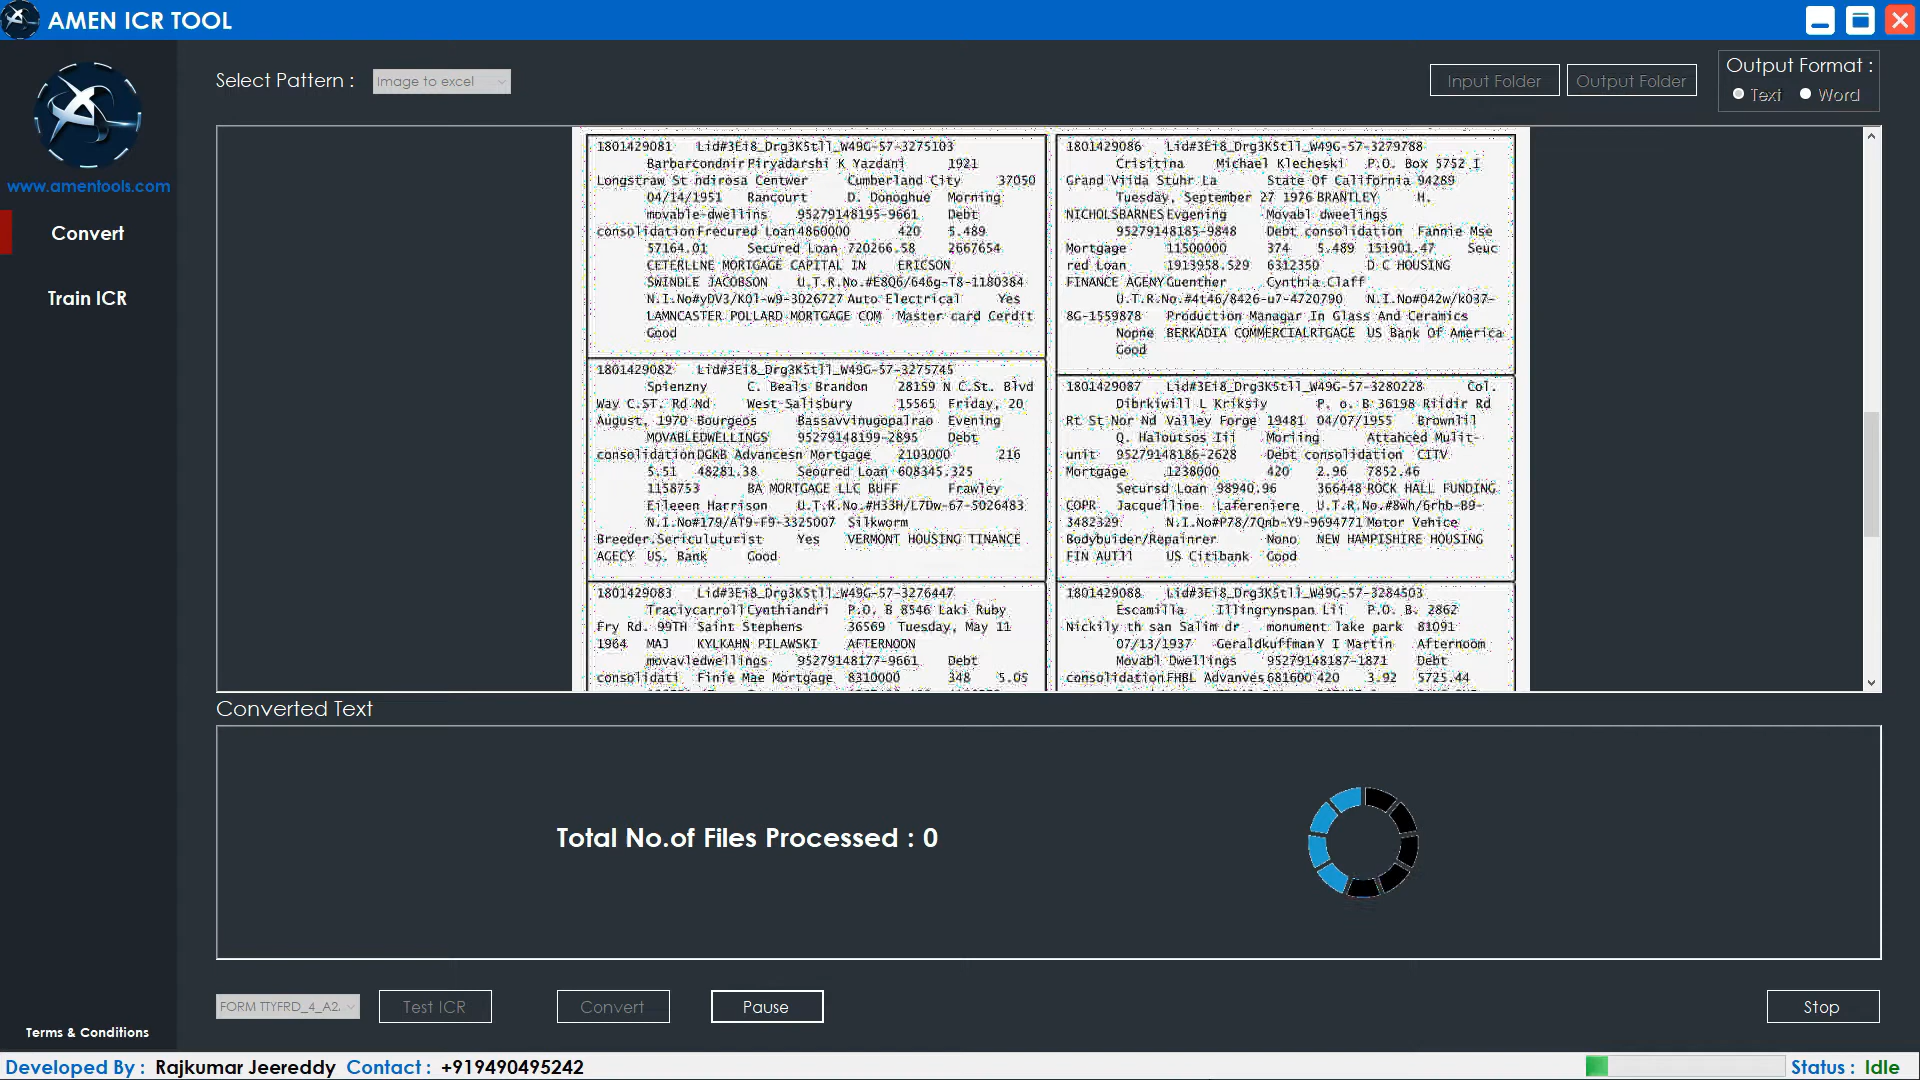 AMEN ICR TOOL
Select Pattern : Image to excel
Input Folder Output Folder
Output Format :
Text Word
www.amentools.com
Convert
Train ICR
1801429081 Lid#3Ei8_Drg3K5tll_W49G-57-3275103
Barbarcondnir Piryadarshi K Yazdani 1921
Longstraw St ndirosa Centwer Cumberland City 37050
04/14/1951 Rancourt D. Donoghue Morning
movable dwellins 95279148195-9661 Debt
consolidation Frecured Loan 4860000 420 5.489
57164.01 Secured Loan 720266.58 2667654
CETERLLNE MORTGAGE CAPITAL IN ERICSON
SWINDLE JACOBSON U.T.R.No.#E8Q6/646g-T8-1180384
N.I.No#yDV3/KQ1-w9-3026727 Auto Electrical Yes
LAMNCASTER POLLARD MORTGAGE COM Master card Cerdit
Good
1801429082 Lid#3Ei8_Drg3K5tll_W49G-57-3275745
Spienzny C. Beals Brandon 28159 N C.St. Blvd
Way C.ST. Rd Nd West Salisbury 15565 Friday, 20
August, 1970 Bourgeos Bassavvinugopalrao Evening
MOVABLEDWELLINGS 95279148199-2895 Debt
consolidation DGKB Advancesn Mortgage 2103000 216
5.51 48281.38 Seoured Loan 608345.325
1158753 BA MORTGAGE LLC BUFF Frawley
Eileeen Harrison U.T.R.No.#H33H/L7Dw-67-5026483
N.I.No#179/AT9-F9-3325007 Silkworm
Breeder.Sericuluturist Yes VERMONT HOUSING TINANCE
AGECY US. Bank Good
1801429083 Lid#3Ei8_Drg3K5tll_W49G-57-3276447
Traciycarroll Cynthiandri P.O. B 8546 Laki Ruby
Fry Rd. 99TH Saint Stephens 36569 Tuesday, May 11
1964 MAJ KYLKAHN PILAWSKI AFTERNOON
movavledwellings 95279148177-9661 Debt
consolidati Finie Mae Mortgage 8310000 348 5.05
1801429086 Lid#3Ei8_Drg3K5tll_W49G-57-3279788
Crisitina Michael Klecheski P.O. Box 5752 I
Grand Viida Stuhr La State Of California 94289
Tuesday, September 27 1976 BRANTLEY H.
NICHOLSBARNES Evgening Movabl dweelings
95279148185-9848 Debt consolidation Fannie Mse
Mortgage 11500000 374 5.489 151901.47 Seuc
red Loan 1913958.529 6312350 D C HOUSING
FINANCE AGENY Guenther Cynthia Claff
U.T.R.No.#4t46/8426-u7-4720790 N.I.No#042w/kO37-
8G-1559878 Production Managar In Glass And Ceramics
Nopne BERKADIA COMMERCIALRTGAGE US Bank Of America
Good
1801429087 Lid#3Ei8_Drg3K5tll_W49G-57-3280228 Col.
Dibrkiwill L Kriksiy P. o. B 36198 Riidir Rd
Rt St Nor Nd Valley Forge 19481 04/07/1955 Brownlil
Q. Haloutsos Iii Moriing Attahced Mulit-
unit 95279148186-2628 Debt consolidation CITV
Mortgage 1238000 420 2.96 7852.46
Secursd Loan 98940.96 366448 ROCK HALL FUNDING
COPR Jacquelline Lafereniere U.T.R.No.#8wh/6rhb-B9-
3482329 N.I.No#P78/7Qmb-Y9-9694771 Motor Vehice
Bodybuider/Repainrer Nono NEW HAMPISHIRE HOUSING
FIN AUTIl US Citibank Good
1801429088 Lid#3Ei8_Drg3K5tll_W49G-57-3284503
Escamilla Illingrynspan Lii P.O. B. 2862
Nickily th san Salim dr monument lake park 81091
07/13/1937 Geraldkuffman Y I Martin Afternoom
Movabl Dwellings 95279148187-1871 Debt
consolidation FHBL Advanves 681600 420 3.92 5725.44
Converted Text
Total No.of Files Processed : 0
FORM TTYFRD_4_A2. Test ICR Convert Pause Stop
Terms & Conditions
Developed By : Rajkumar Jeereddy Contact : +919490495242 Status : Idle